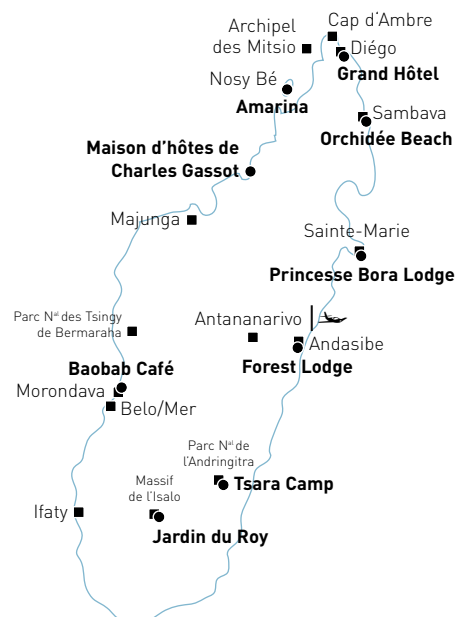 Cap d'Ambre
Archipel
des Mitsio
Diégo
Grand Hôtel
Nosy Bé
Amarina
Sambava
Orchidée Beach
Maison d'hôtes de
Charles Gassot
Majunga
Sainte-Marie
Princesse Bora Lodge
Parc Nal des Tsingy
de Bermaraha
Antananarivo
Andasibe
Forest Lodge
Baobab Café
Morondava
Belo/Mer
Parc Nal de
l'Andringitra
Tsara Camp
Massif
de l'Isalo
Ifaty
Jardin du Roy